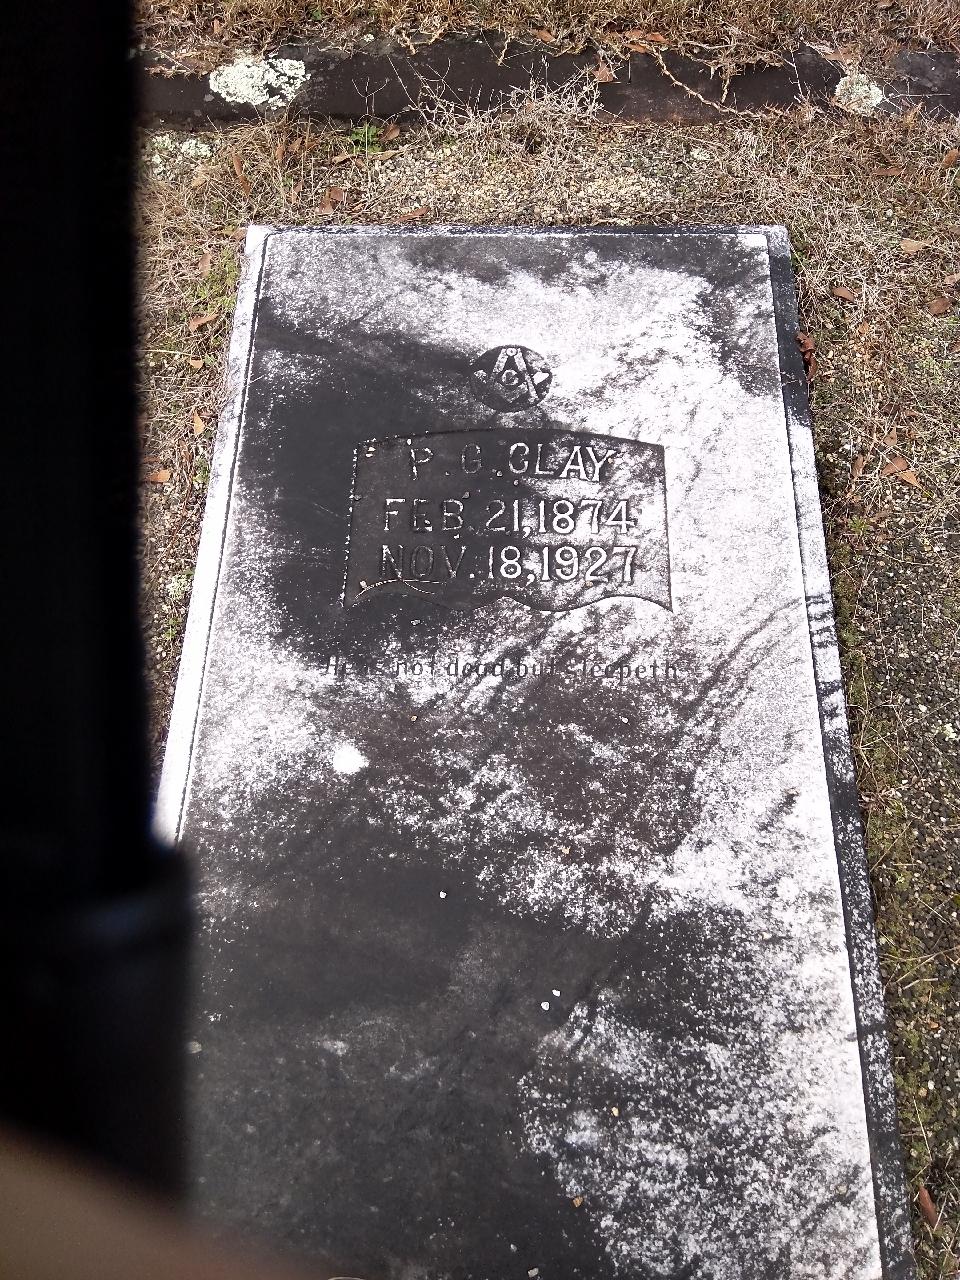 G
P. C. CLAY
FEB. 21, 1874
NOV. 18, 1927
He is not dead but sleepeth